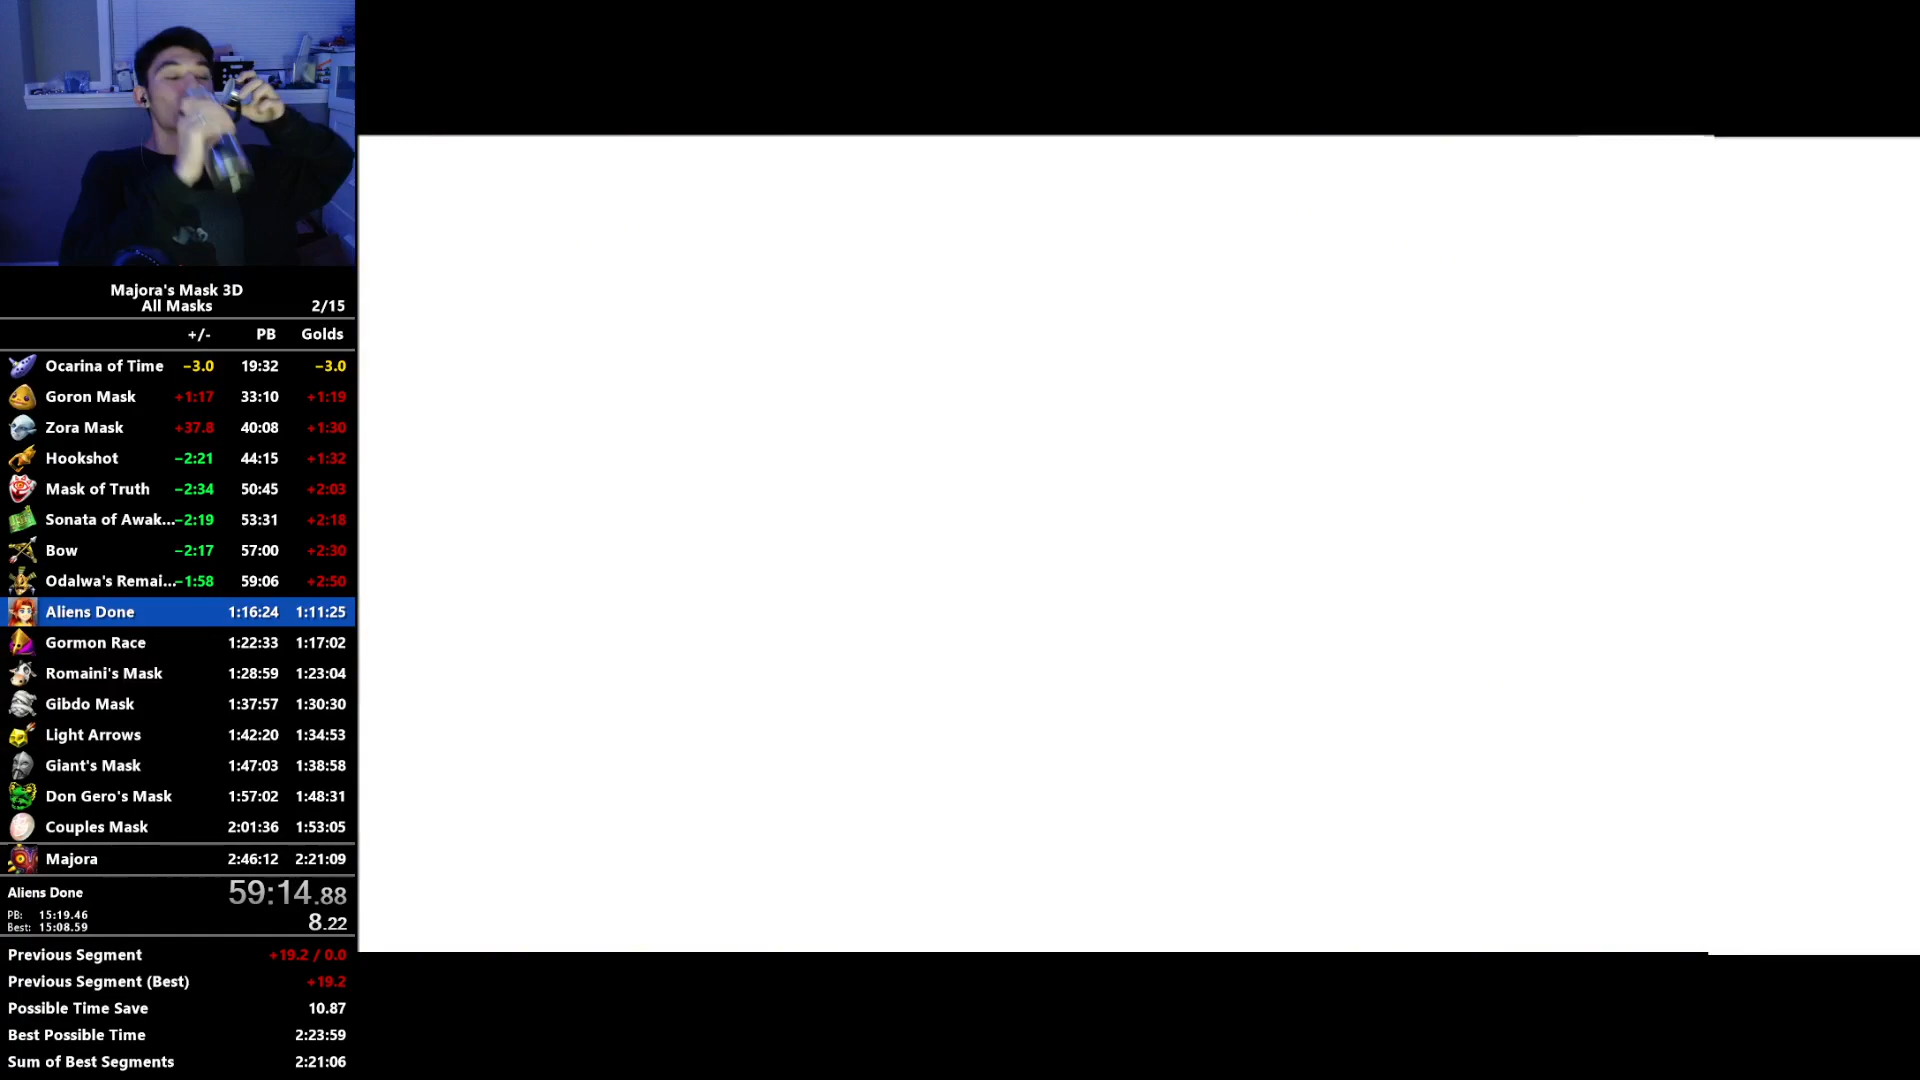 Majora's Mask 3D
All Masks 2/15
+/- PB Golds
Ocarina of Time −3.0 19:32 −3.0
Goron Mask +1:17 33:10 +1:19
Zora Mask +37.8 40:08 +1:30
Hookshot −2:21 44:15 +1:32
Mask of Truth −2:34 50:45 +2:03
Sonata of Awak... −2:19 53:31 +2:18
Bow −2:17 57:00 +2:30
Odalwa's Remai... −1:58 59:06 +2:50
Aliens Done 1:16:24 1:11:25
Gormon Race 1:22:33 1:17:02
Romaini's Mask 1:28:59 1:23:04
Gibdo Mask 1:37:57 1:30:30
Light Arrows 1:42:20 1:34:53
Giant's Mask 1:47:03 1:38:58
Don Gero's Mask 1:57:02 1:48:31
Couples Mask 2:01:36 1:53:05
Majora 2:46:12 2:21:09
Aliens Done 59:14.88
PB: 15:19.46
Best: 15:08.59 8.22
Previous Segment +19.2 / 0.0
Previous Segment (Best) +19.2
Possible Time Save 10.87
Best Possible Time 2:23:59
Sum of Best Segments 2:21:06